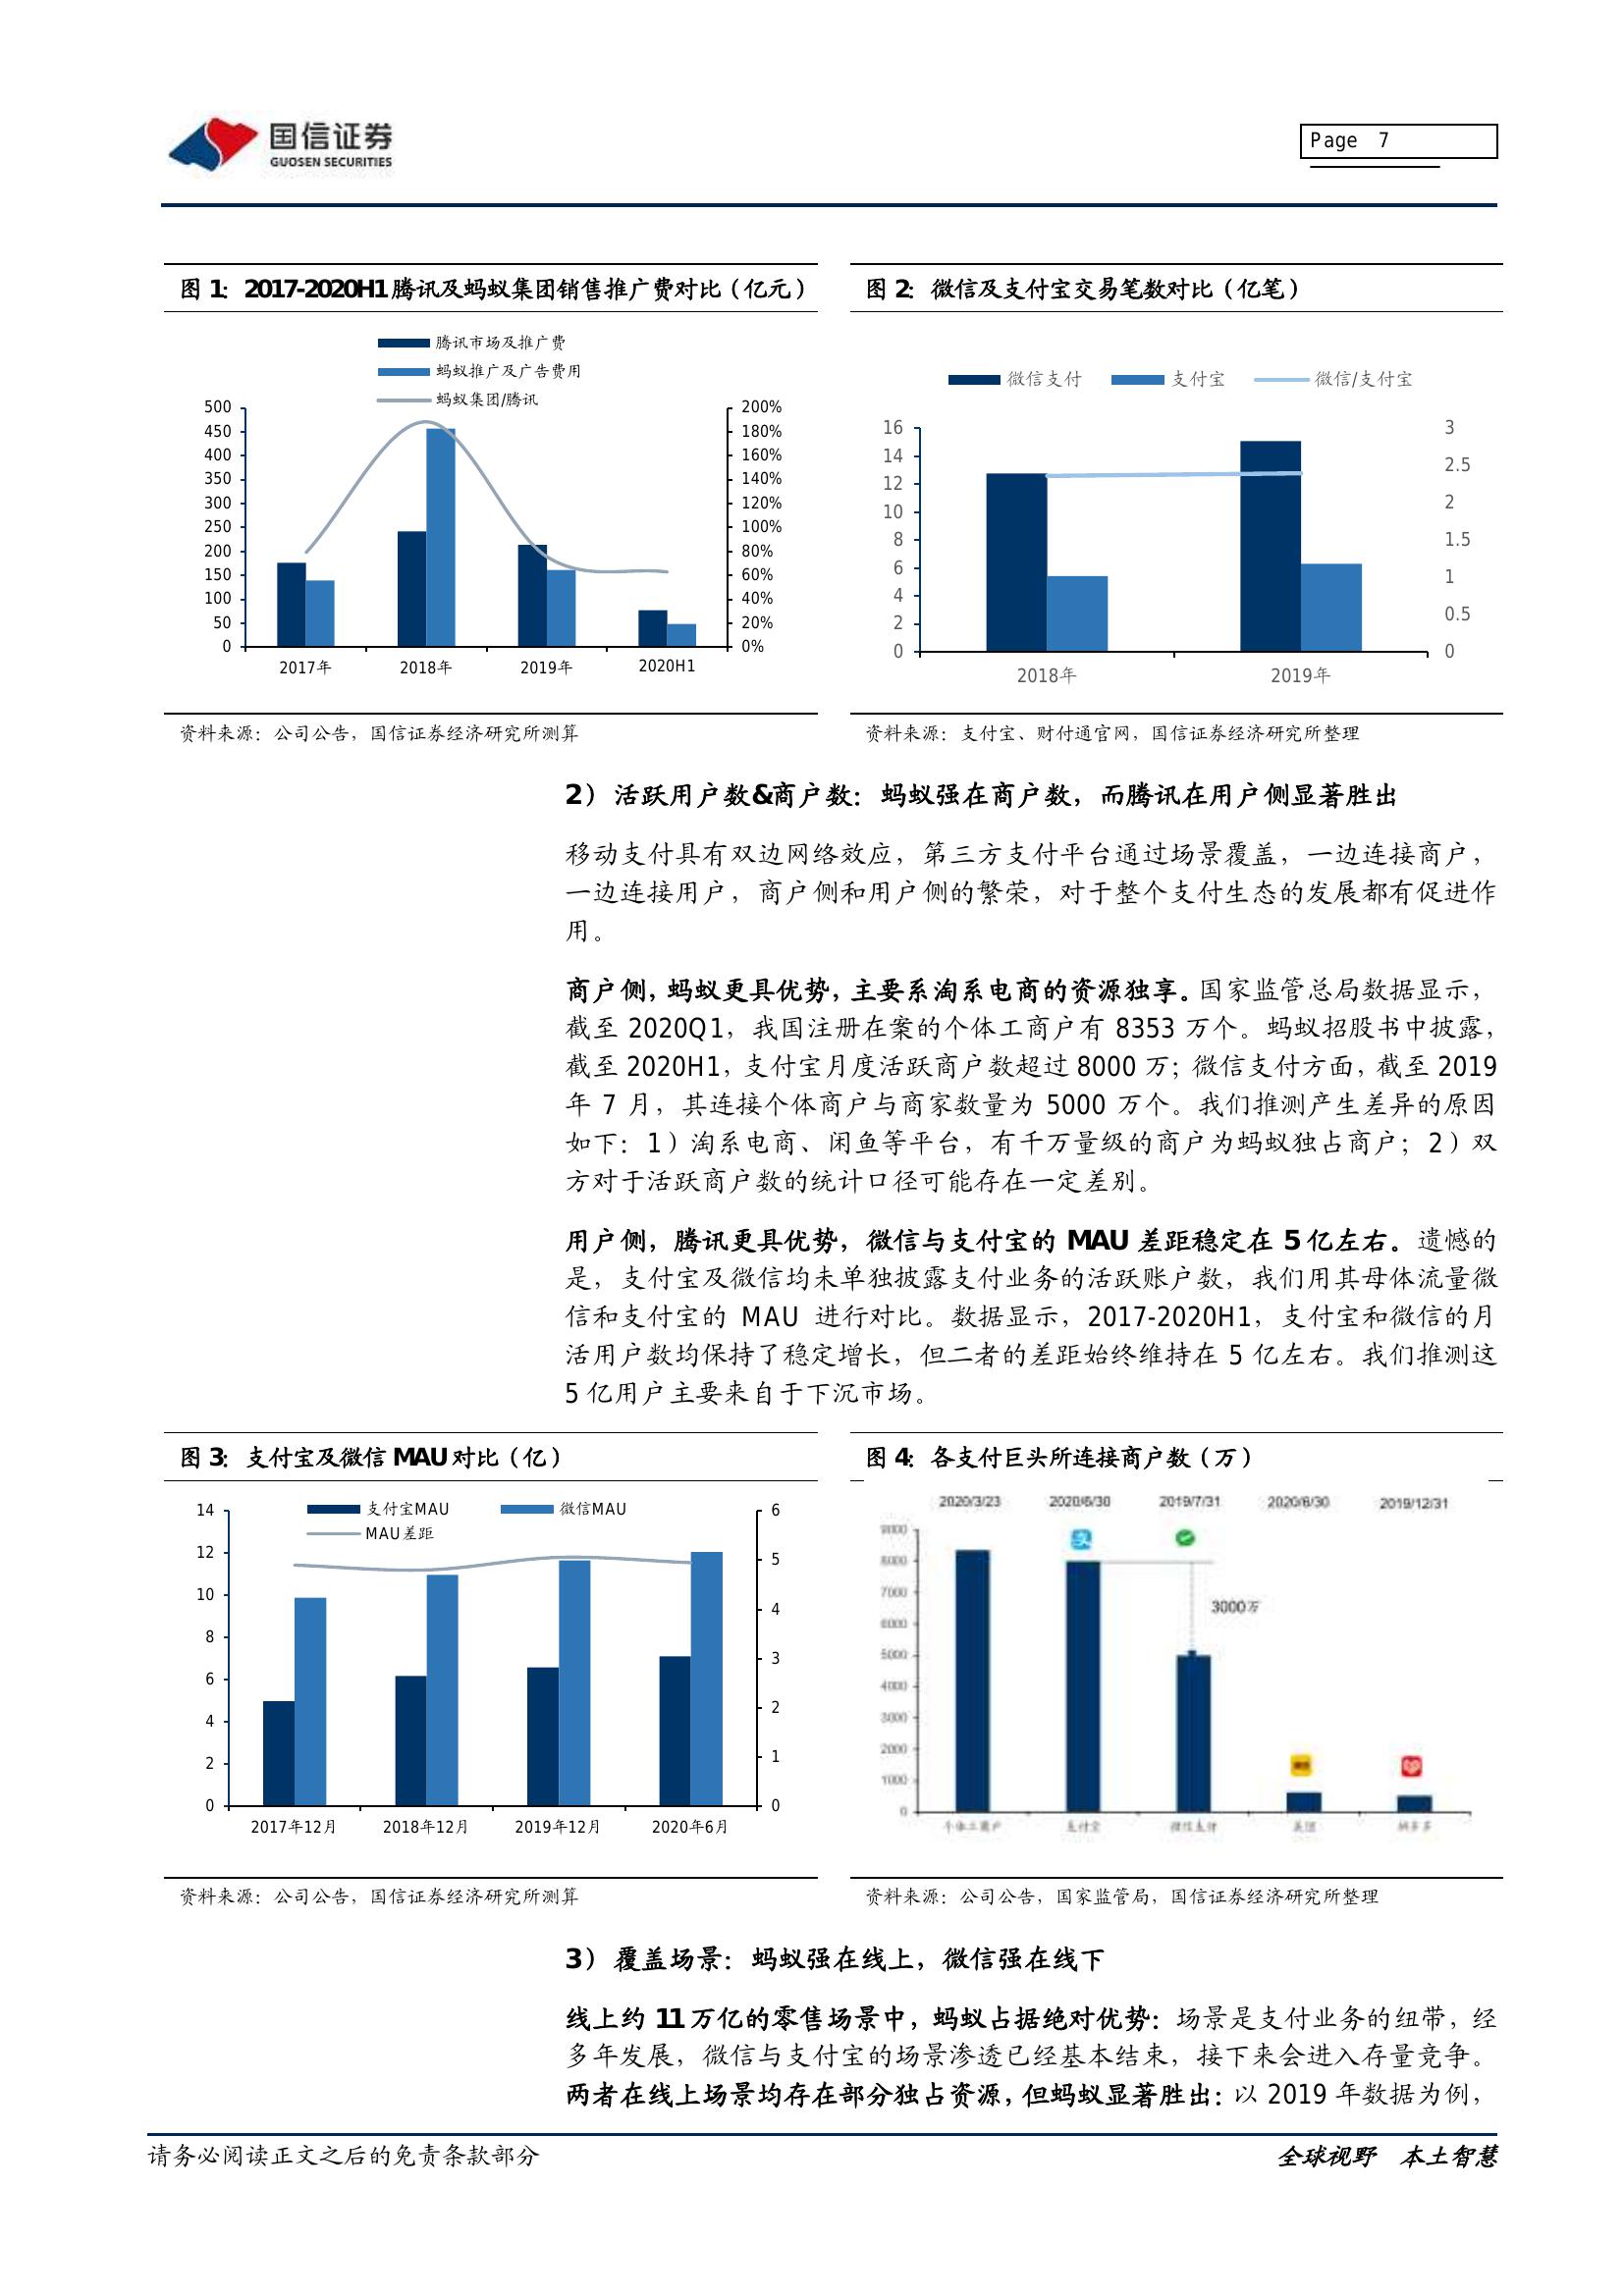 国信证券
GUOSEN SECURITIES
Page 7
图 1：2017-2020H1腾讯及蚂蚁集团销售推广费对比（亿元）
腾讯市场及推广费
蚂蚁推广及广告费用
蚂蚁集团/腾讯
500
450
400
350
300
250
200
150
100
50
0
200%
180%
160%
140%
120%
100%
80%
60%
40%
20%
0%
2017年 2018年 2019年 2020H1
资料来源：公司公告，国信证券经济研究所测算
图 2：微信及支付宝交易笔数对比（亿笔）
微信支付 支付宝 微信/支付宝
16
14
12
10
8
6
4
2
0
3
2.5
2
1.5
1
0.5
0
2018年 2019年
资料来源：支付宝、财付通官网，国信证券经济研究所整理
2）活跃用户数&商户数：蚂蚁强在商户数，而腾讯在用户侧显著胜出
移动支付具有双边网络效应，第三方支付平台通过场景覆盖，一边连接商户，
一边连接用户，商户侧和用户侧的繁荣，对于整个支付生态的发展都有促进作
用。
商户侧，蚂蚁更具优势，主要系淘系电商的资源独享。国家监管总局数据显示，
截至 2020Q1，我国注册在案的个体工商户有 8353 万个。蚂蚁招股书中披露，
截至 2020H1，支付宝月度活跃商户数超过 8000 万；微信支付方面，截至 2019
年 7 月，其连接个体商户与商家数量为 5000 万个。我们推测产生差异的原因
如下：1）淘系电商、闲鱼等平台，有千万量级的商户为蚂蚁独占商户；2）双
方对于活跃商户数的统计口径可能存在一定差别。
用户侧，腾讯更具优势，微信与支付宝的 MAU 差距稳定在 5 亿左右。遗憾的
是，支付宝及微信均未单独披露支付业务的活跃账户数，我们用其母体流量微
信和支付宝的 MAU 进行对比。数据显示，2017-2020H1，支付宝和微信的月
活用户数均保持了稳定增长，但二者的差距始终维持在 5 亿左右。我们推测这
5 亿用户主要来自于下沉市场。
图 3：支付宝及微信 MAU 对比（亿）
支付宝MAU 微信MAU
MAU差距
14
12
10
8
6
4
2
0
6
5
4
3
2
1
0
2017年12月 2018年12月 2019年12月 2020年6月
资料来源：公司公告，国信证券经济研究所测算
图 4：各支付巨头所连接商户数（万）
2020/3/23 2020/6/30 2019/7/31 2020/6/30 2019/12/31
9000
8000
7000
6000
5000
4000
3000
2000
1000
0
3000万
个体工商户 支付宝 微信支付 美团 拼多多
资料来源：公司公告，国家监管局，国信证券经济研究所整理
3）覆盖场景：蚂蚁强在线上，微信强在线下
线上约 11 万亿的零售场景中，蚂蚁占据绝对优势：场景是支付业务的纽带，经
多年发展，微信与支付宝的场景渗透已经基本结束，接下来会进入存量竞争。
两者在线上场景均存在部分独占资源，但蚂蚁显著胜出：以 2019 年数据为例，
请务必阅读正文之后的免责条款部分
全球视野 本土智慧